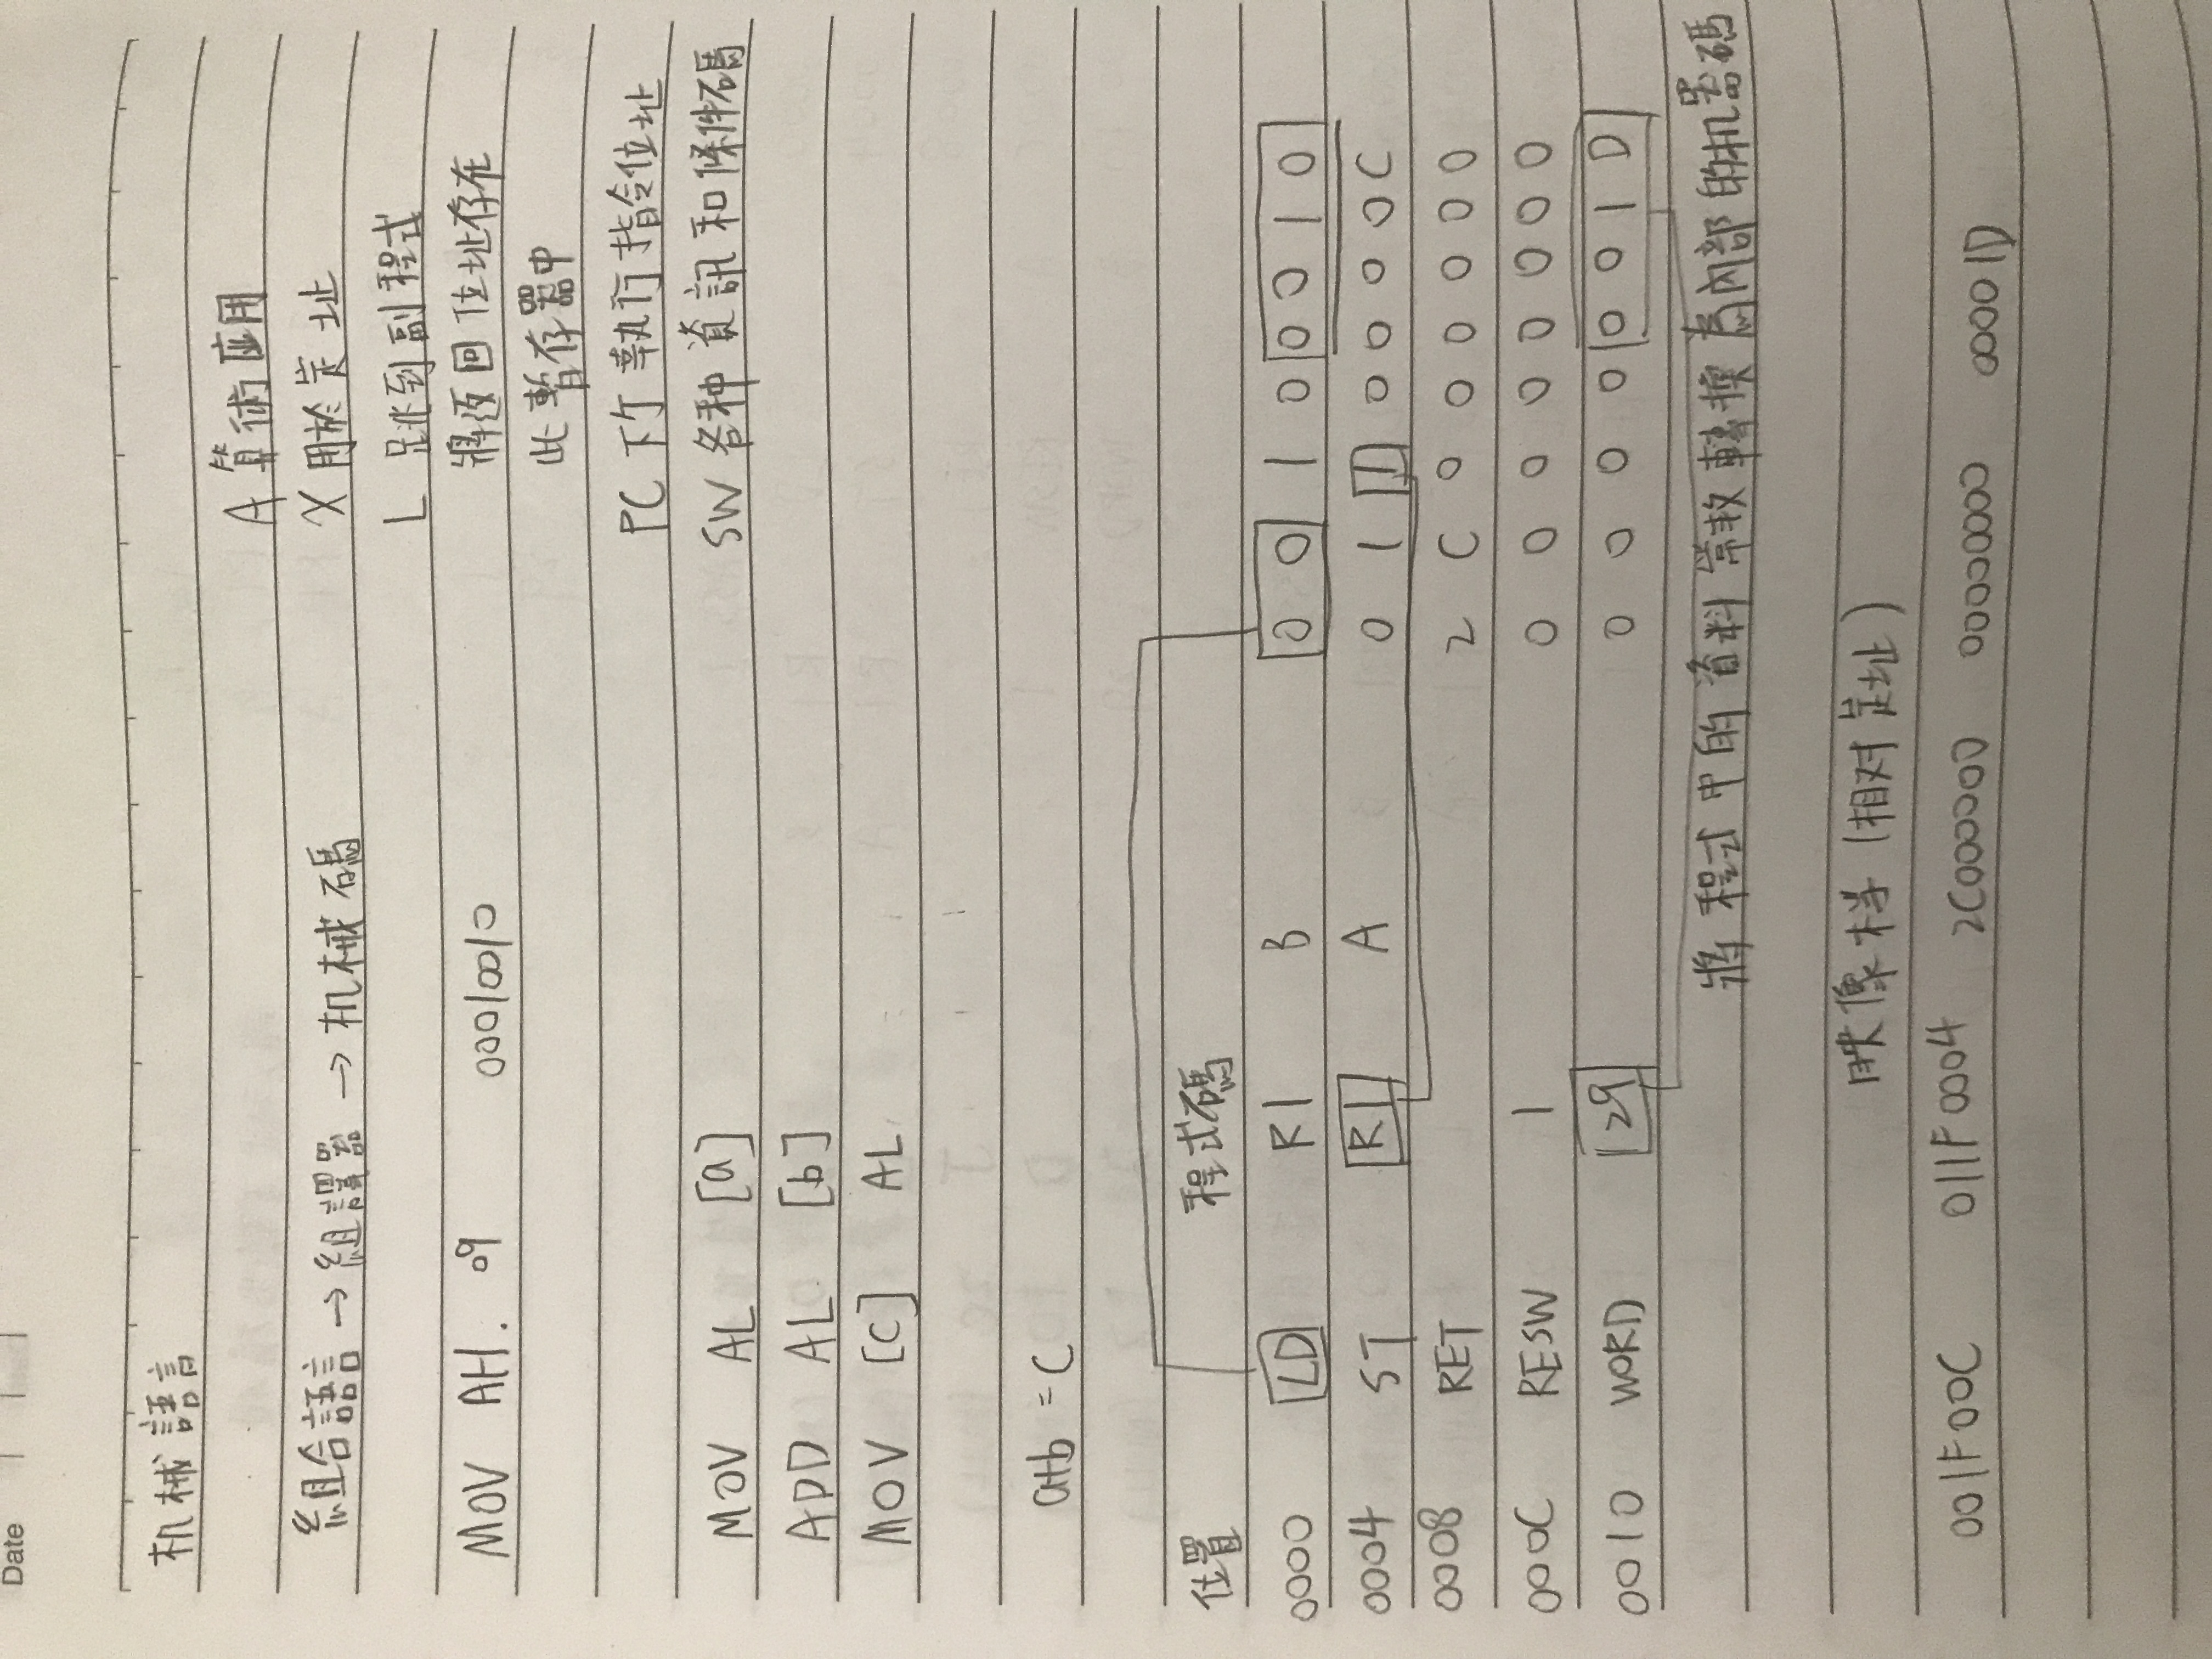 Date
机械語言
A 算術应用
組合語言→組譯器→机械碼
X 用於定址
L 跳到副程式
MOV AH. 09 00010010
將返回位址存在
此暫存器中
PC 下个執行指令位址
MOV AL [a]
SW 各种資訊和條件碼
ADD AL [b]
MOV [C] AL
a+b = C
位置 程式碼
0000 LD R1 B 0 0 1 0 0 0 1 0
0004 ST R1 A 0 1 1 0 0 0 0 C
0008 RET 2 C 0 0 0 0 0 0
000C RESW 1 0 0 0 0 0 0 0 0
0010 WORD 29 0 0 0 0 0 0 1 D
將程式中的資料常数轉換為內部的机器碼
映像档(相对定址)
001F00C 011F0004 2C000000 00000000 00001D